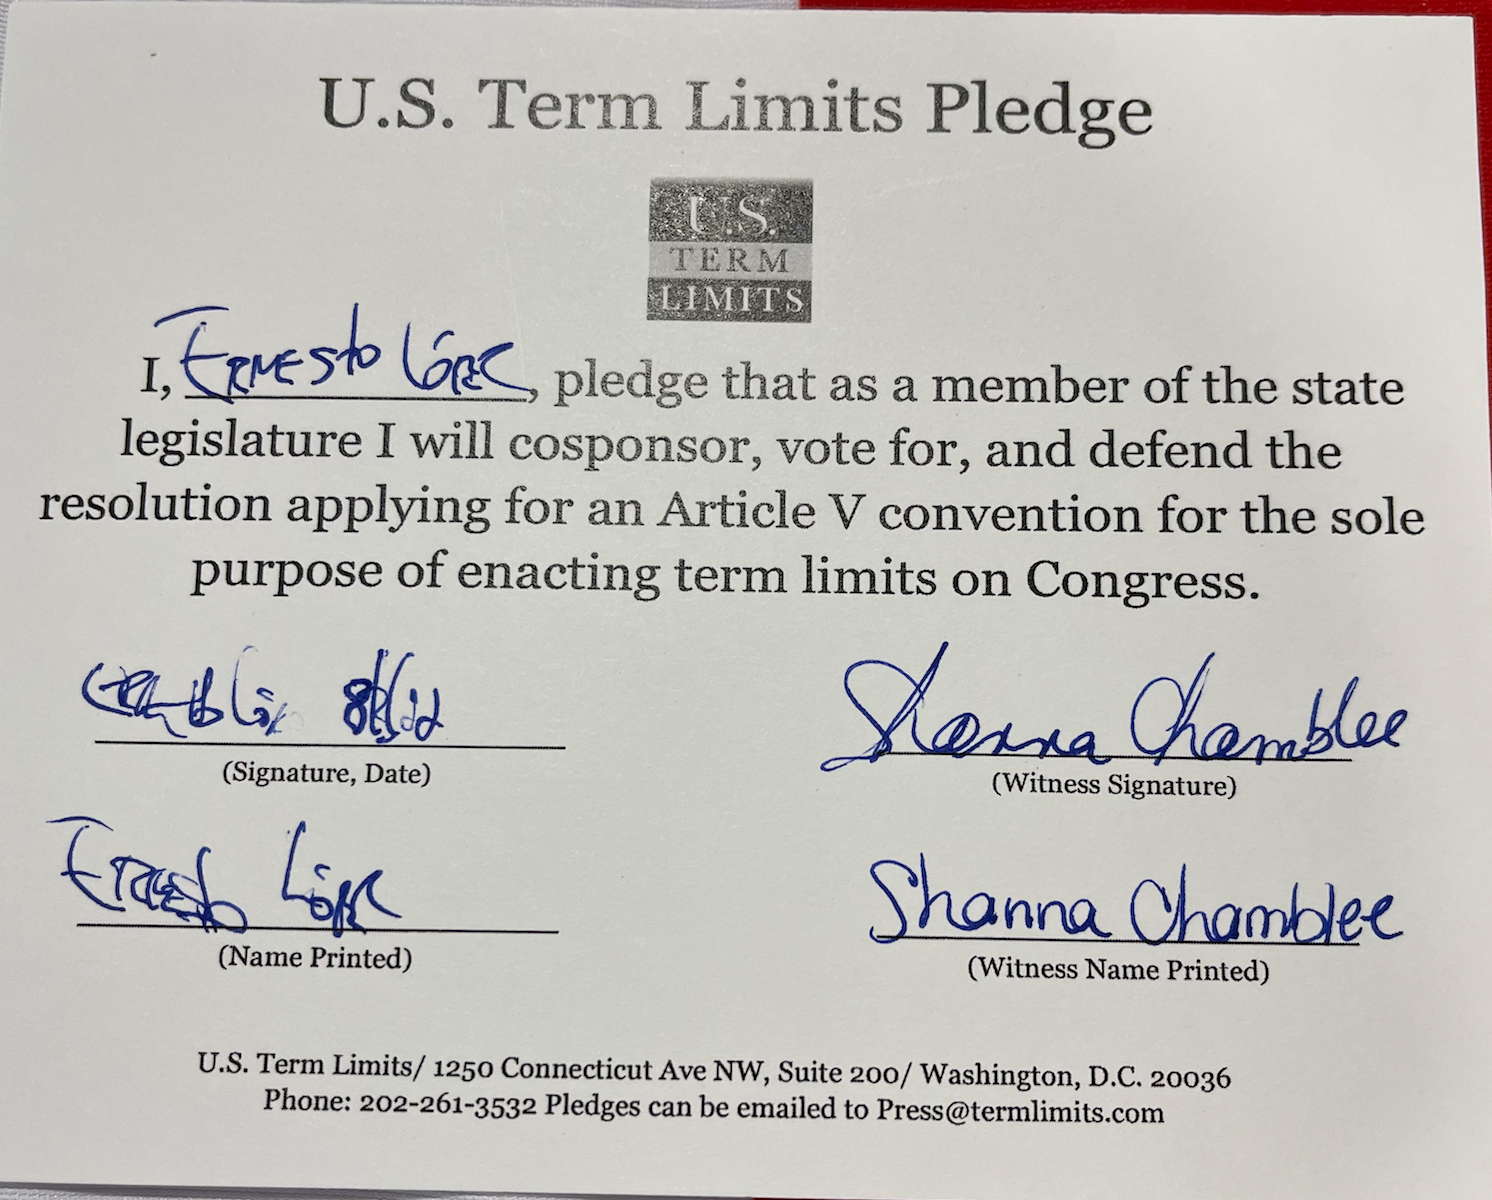 U.S. Term Limits Pledge
U.S.
TERM
LIMITS
I, Ernesto López, pledge that as a member of the state
legislature I will cosponsor, vote for, and defend the
resolution applying for an Article V convention for the sole
purpose of enacting term limits on Congress.
Shanna Chamblee
(Signature, Date) (Witness Signature)
Ernesto López Shanna Chamblee
(Name Printed) (Witness Name Printed)
U.S. Term Limits/ 1250 Connecticut Ave NW, Suite 200/ Washington, D.C. 20036
Phone: 202-261-3532 Pledges can be emailed to Press@termlimits.com